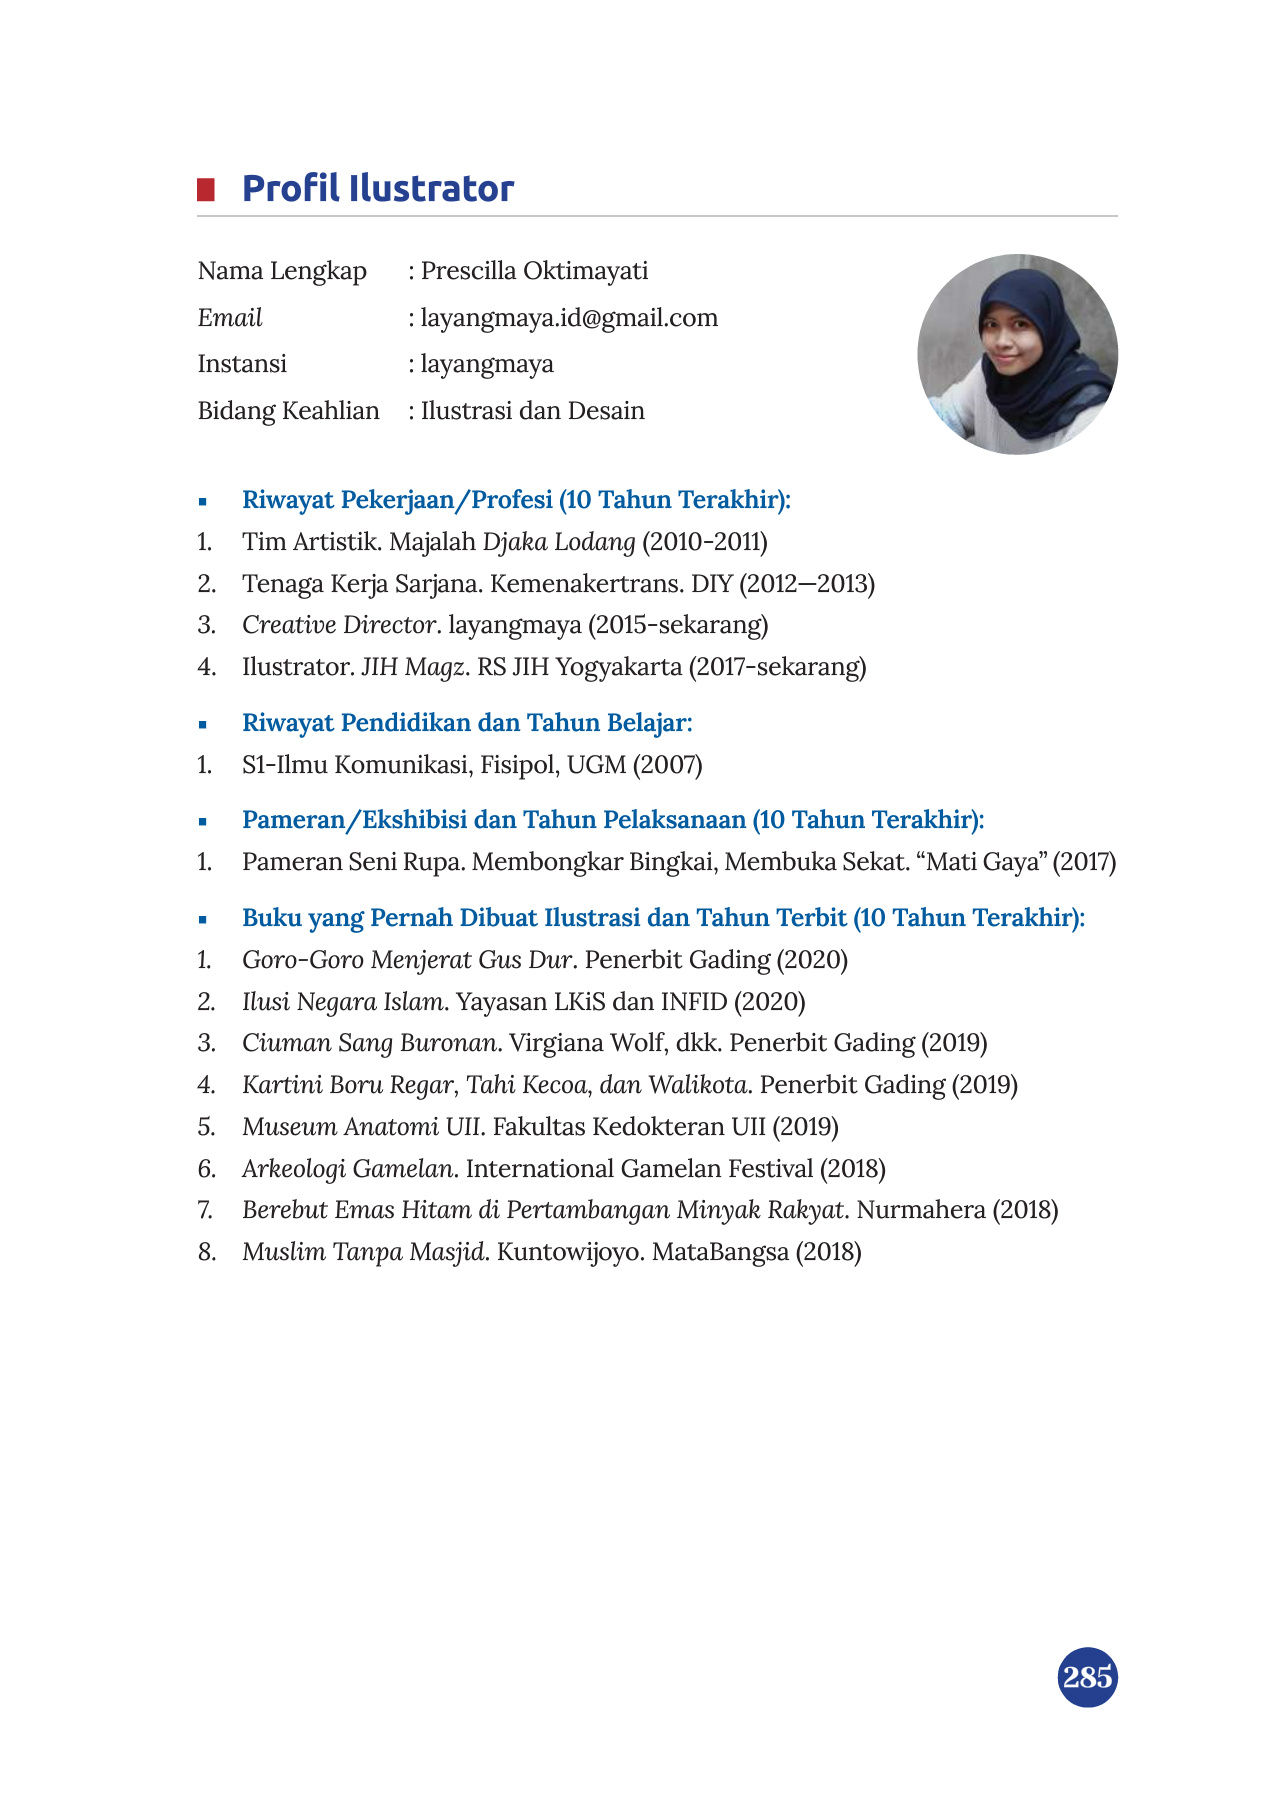 Profil Ilustrator
Nama Lengkap : Prescilla Oktimayati
Email : layangmaya.id@gmail.com
Instansi : layangmaya
Bidang Keahlian : Ilustrasi dan Desain
▪ Riwayat Pekerjaan/Profesi (10 Tahun Terakhir):
1. Tim Artistik. Majalah Djaka Lodang (2010-2011)
2. Tenaga Kerja Sarjana. Kemenakertrans. DIY (2012—2013)
3. Creative Director. layangmaya (2015-sekarang)
4. Ilustrator. JIH Magz. RS JIH Yogyakarta (2017-sekarang)
▪ Riwayat Pendidikan dan Tahun Belajar:
1. S1-Ilmu Komunikasi, Fisipol, UGM (2007)
▪ Pameran/Ekshibisi dan Tahun Pelaksanaan (10 Tahun Terakhir):
1. Pameran Seni Rupa. Membongkar Bingkai, Membuka Sekat. “Mati Gaya” (2017)
▪ Buku yang Pernah Dibuat Ilustrasi dan Tahun Terbit (10 Tahun Terakhir):
1. Goro-Goro Menjerat Gus Dur. Penerbit Gading (2020)
2. Ilusi Negara Islam. Yayasan LKiS dan INFID (2020)
3. Ciuman Sang Buronan. Virgiana Wolf, dkk. Penerbit Gading (2019)
4. Kartini Boru Regar, Tahi Kecoa, dan Walikota. Penerbit Gading (2019)
5. Museum Anatomi UII. Fakultas Kedokteran UII (2019)
6. Arkeologi Gamelan. International Gamelan Festival (2018)
7. Berebut Emas Hitam di Pertambangan Minyak Rakyat. Nurmahera (2018)
8. Muslim Tanpa Masjid. Kuntowijoyo. MataBangsa (2018)
285